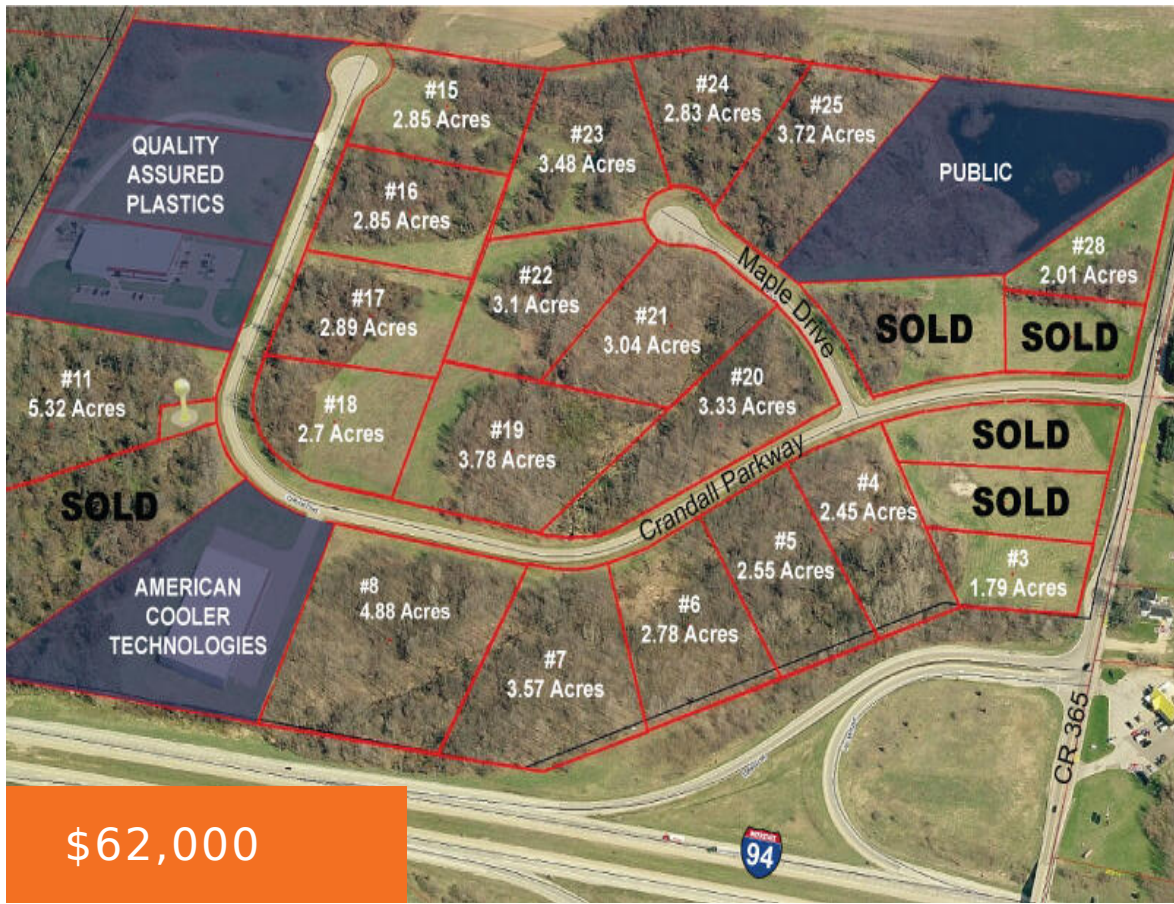 #15
2.85 Acres
#24
2.83 Acres
#25
3.72 Acres
#23
3.48 Acres
QUALITY
ASSURED
PLASTICS
PUBLIC
#16
2.85 Acres
#28
2.01 Acres
#22
3.1 Acres
Maple Drive
#17
2.89 Acres
#21
3.04 Acres
SOLD
SOLD
#11
5.32 Acres
#20
3.33 Acres
#18
2.7 Acres
#19
3.78 Acres
SOLD
Crandall Parkway
#4
2.45 Acres
SOLD
SOLD
#5
2.55 Acres
#3
1.79 Acres
AMERICAN
COOLER
TECHNOLOGIES
#8
4.88 Acres
#6
2.78 Acres
#7
3.57 Acres
CR 365
INTERSTATE
94
$62,000